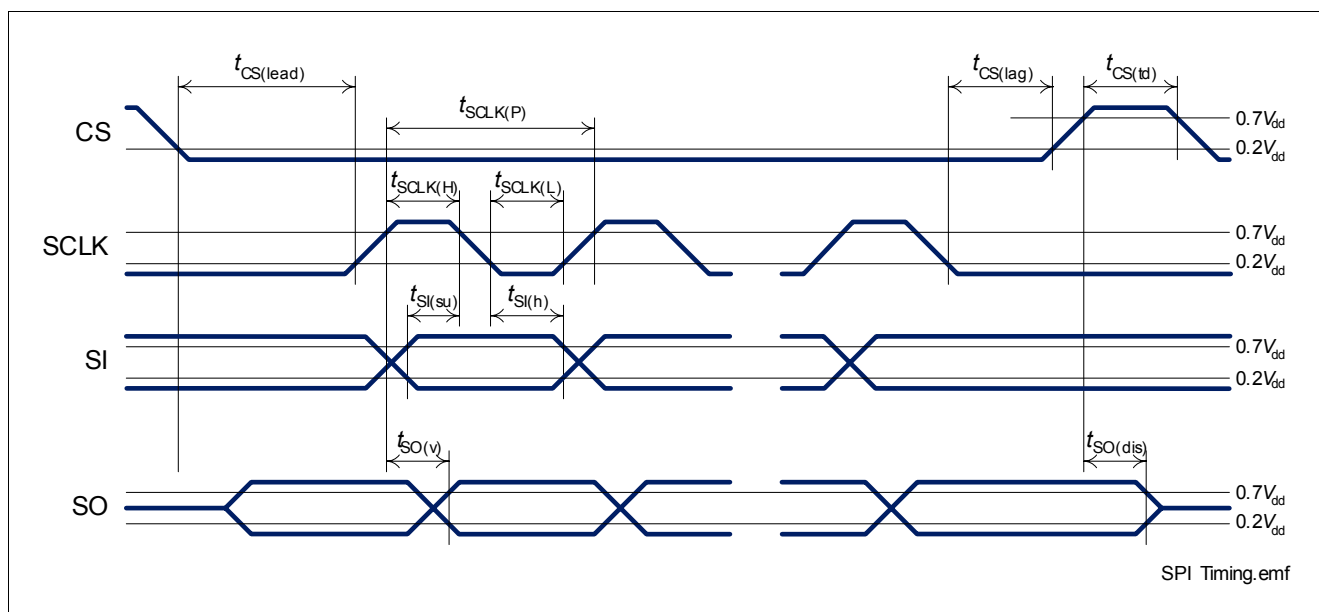 tCS(lead) tCS(lag) tCS(td)
tSCLK(P)
CS 0.7Vdd
0.2Vdd
tSCLK(H) tSCLK(L)
SCLK 0.7Vdd
0.2Vdd
tSI(su) tSI(h)
SI 0.7Vdd
0.2Vdd
tSO(v) tSO(dis)
SO 0.7Vdd
0.2Vdd
SPI Timing.emf